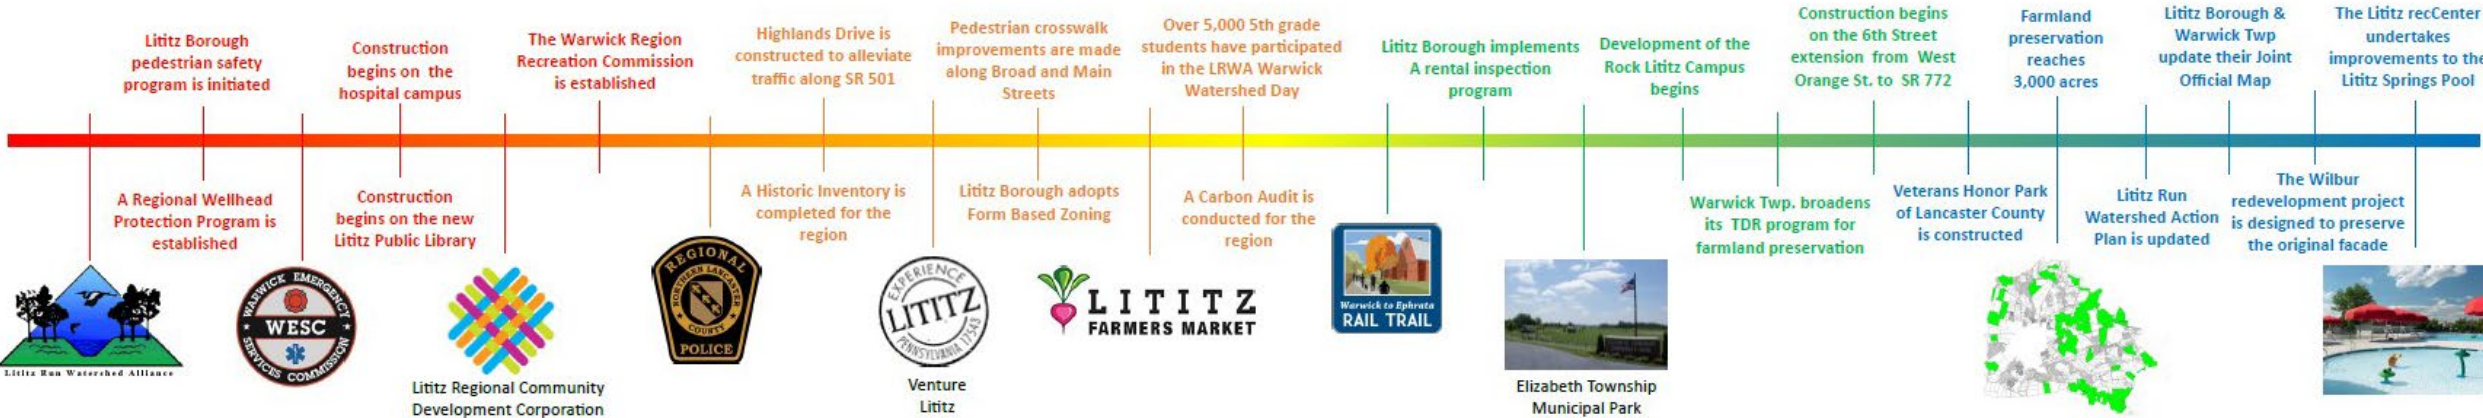 Lititz Borough
pedestrian safety
program is initiated
Construction
begins on the
hospital campus
The Warwick Region
Recreation Commission
is established
Highlands Drive is
constructed to alleviate
traffic along SR 501
Pedestrian crosswalk
improvements are made
along Broad and Main
Streets
Over 5,000 5th grade
students have participated
in the LRWA Warwick
Watershed Day
Lititz Borough implements
A rental inspection
program
Development of the
Rock Lititz Campus
begins
Construction begins
on the 6th Street
extension from West
Orange St. to SR 772
Farmland
preservation
reaches
3,000 acres
Lititz Borough &
Warwick Twp
update their Joint
Official Map
The Lititz recCenter
undertakes
improvements to the
Lititz Springs Pool
A Regional Wellhead
Protection Program is
established
Construction
begins on the new
Lititz Public Library
A Historic Inventory is
completed for the
region
Lititz Borough adopts
Form Based Zoning
A Carbon Audit is
conducted for the
region
Warwick Twp. broadens
its TDR program for
farmland preservation
Veterans Honor Park
of Lancaster County
is constructed
Lititz Run
Watershed Action
Plan is updated
The Wilbur
redevelopment project
is designed to preserve
the original facade
Lititz Run Watershed Alliance
WARWICK EMERGENCY
WESC
SERVICES COMMISSION
Lititz Regional Community
Development Corporation
REGIONAL
NORTHERN LANCASTER
COUNTY
POLICE
EXPERIENCE
LITITZ
PENNSYLVANIA 17543
Venture
Lititz
LITITZ
FARMERS MARKET
Warwick to Ephrata
RAIL TRAIL
Elizabeth Township
Municipal Park